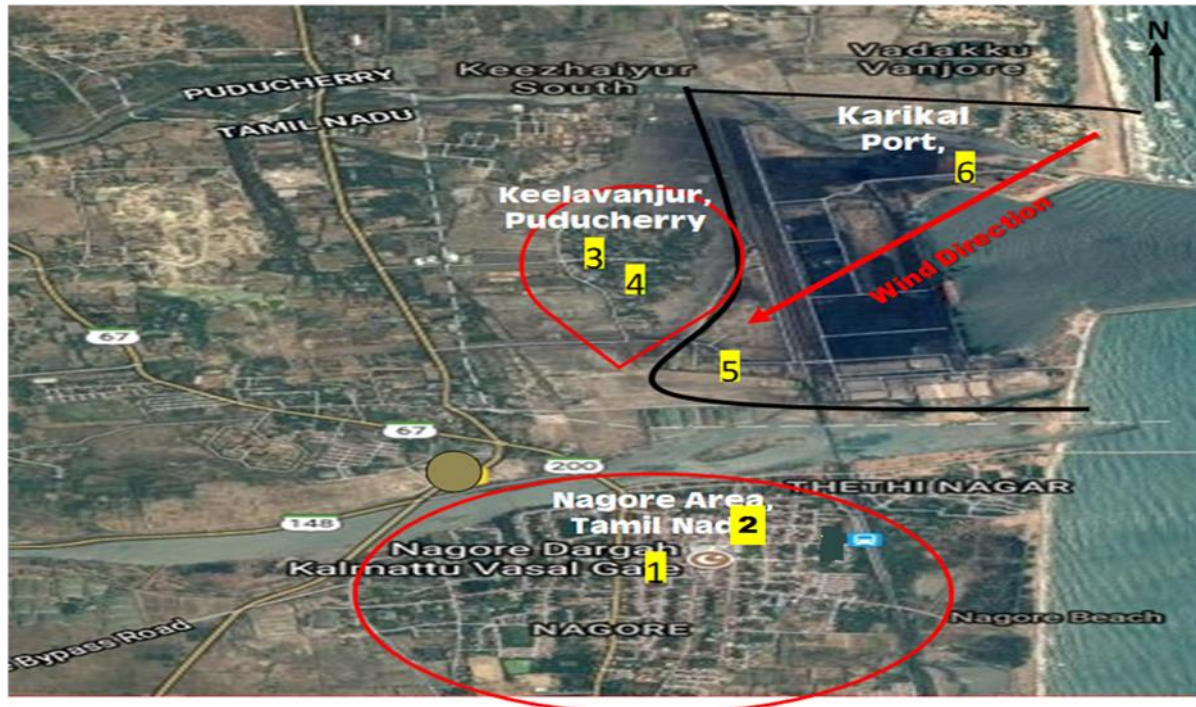 N
Vadakku
Vanjore
Keezhaiyur
South
PUDUCHERRY
TAMIL NADU
Karikal
Port,
6
Keelavanjur,
Puducherry
3
4
Wind Direction
5
67
67
200
148
THETHI NAGAR
Nagore Area,
Tamil Nad
2
Nagore Dargah
Kalmattu Vasal Gate
1
NAGORE
Nagore Beach
Bypass Road